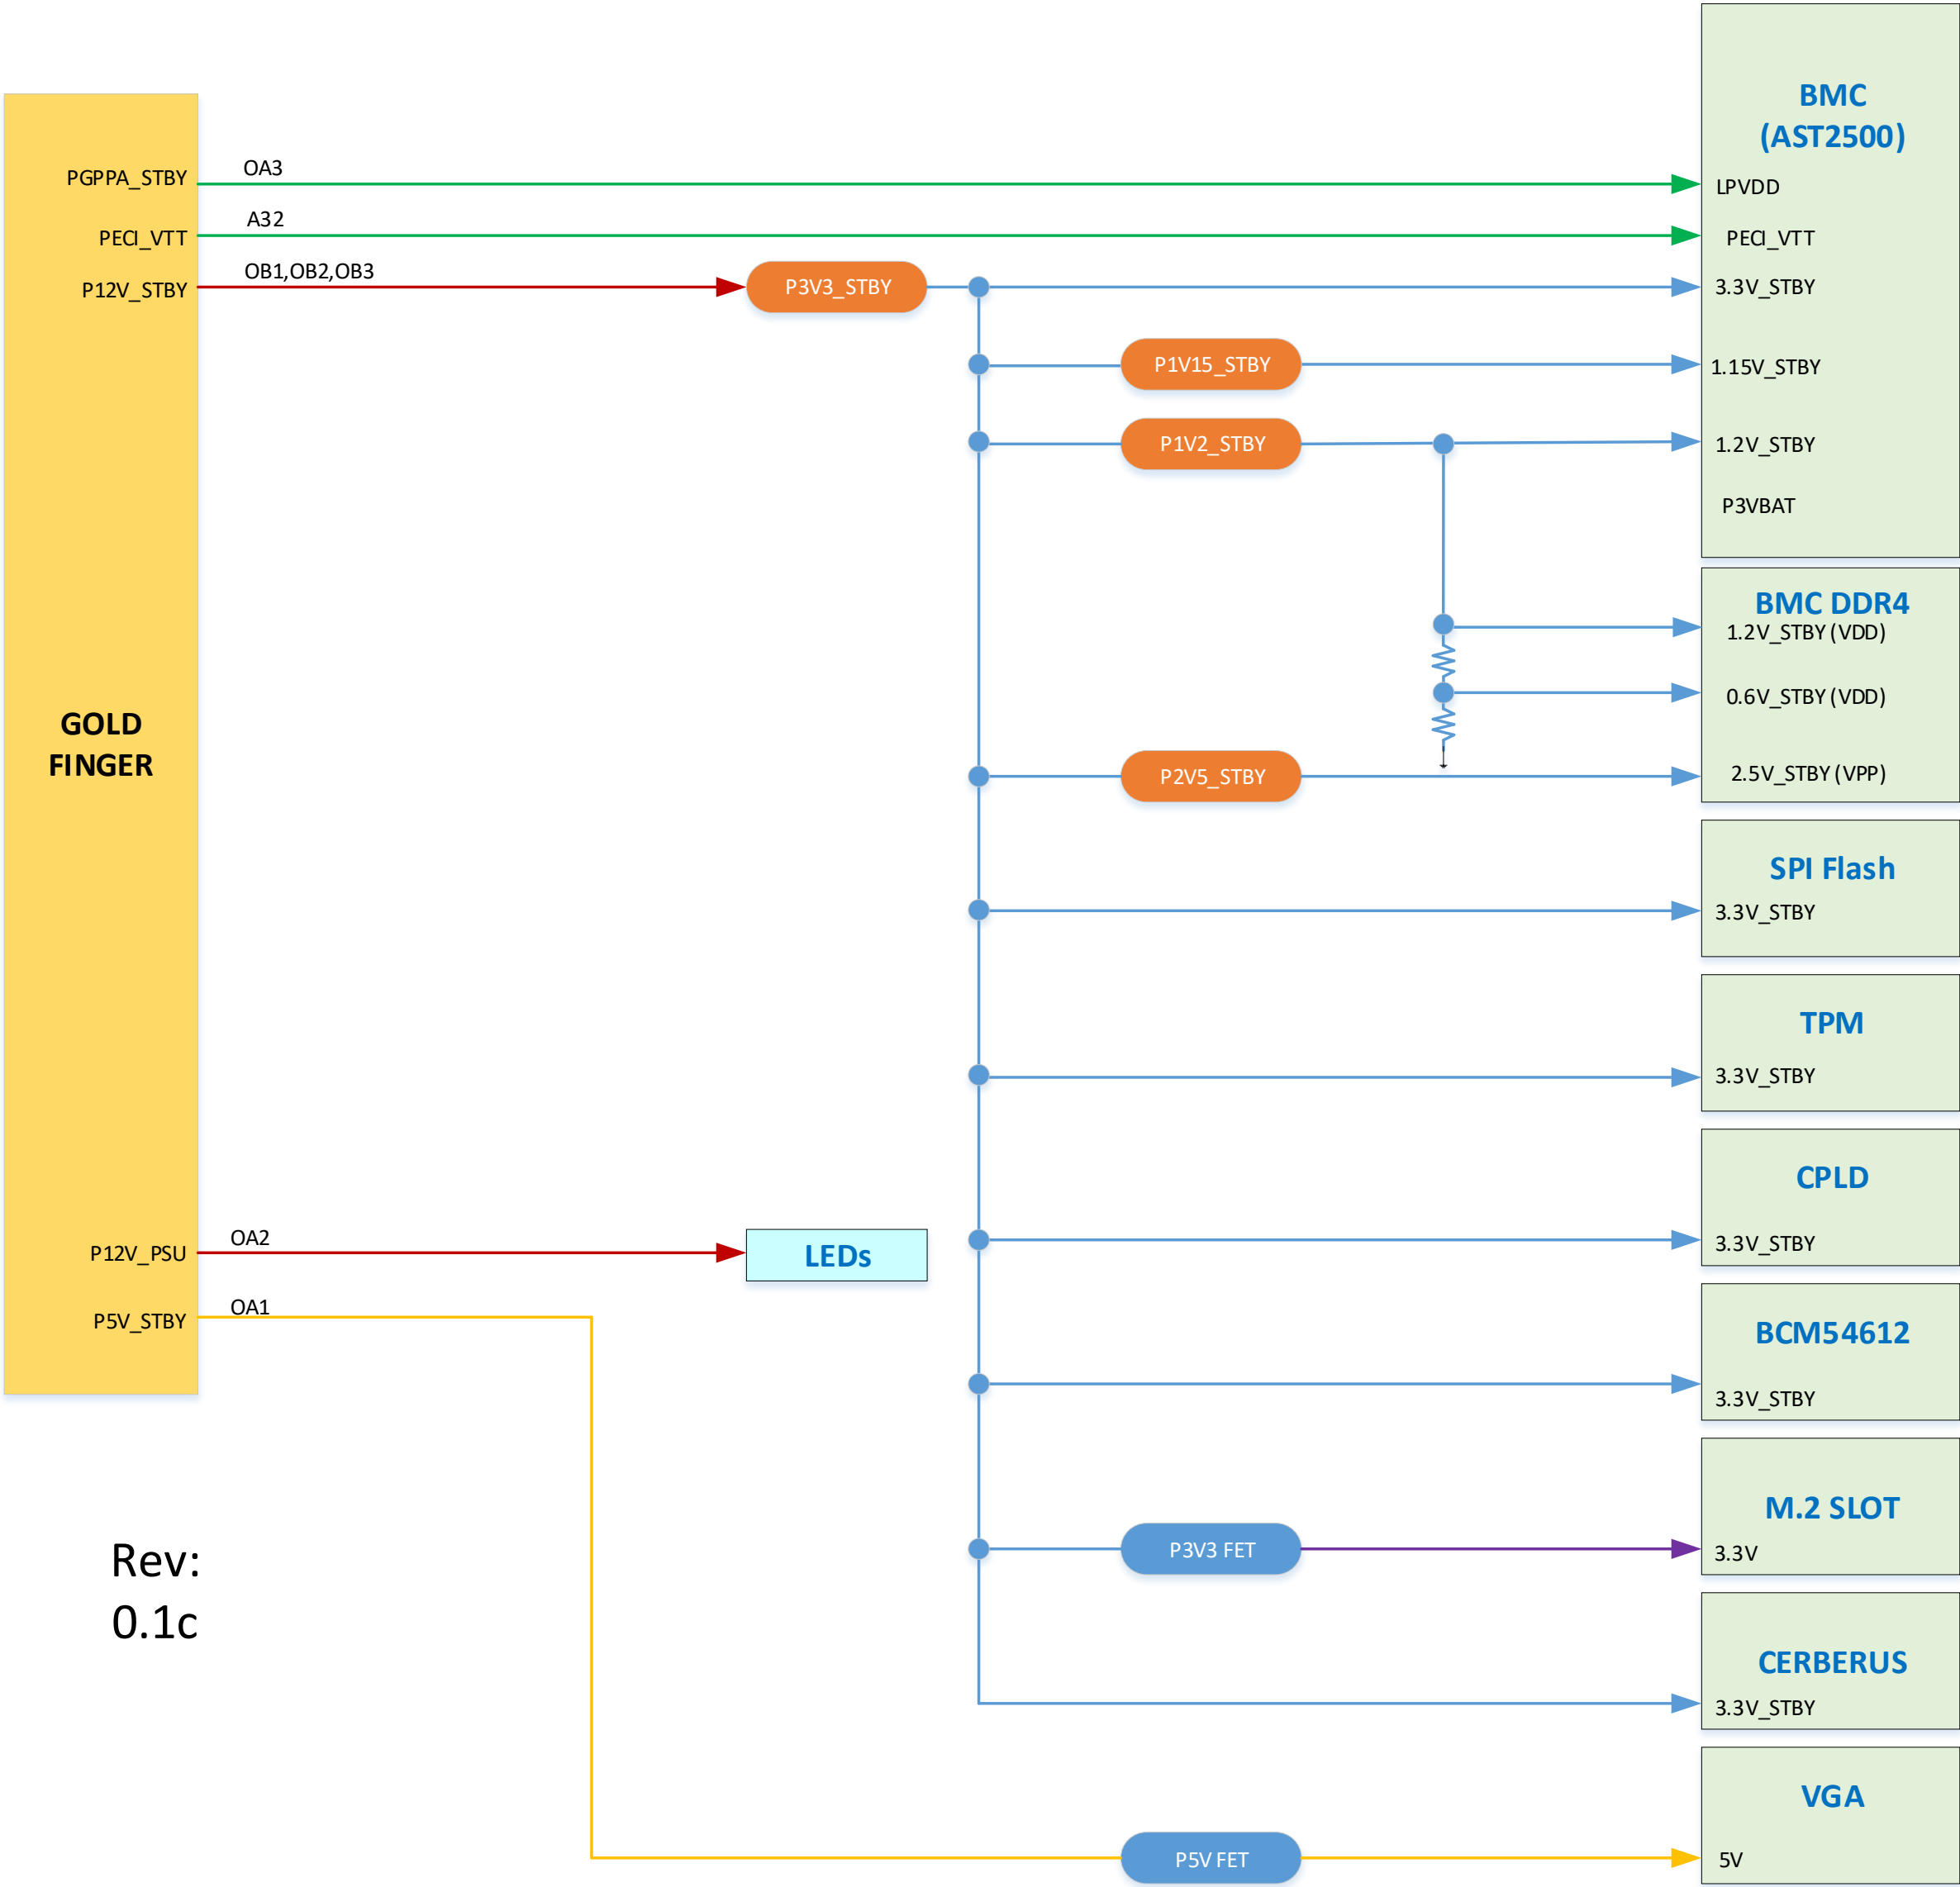 BMC
(AST2500)
PGPPA_STBY
OA3
LPVDD
PECI_VTT
A32
PECI_VTT
P12V_STBY
OB1,OB2,OB3
P3V3_STBY
3.3V_STBY
P1V15_STBY
1.15V_STBY
P1V2_STBY
1.2V_STBY
P3VBAT
BMC DDR4
1.2V_STBY (VDD)
0.6V_STBY (VDD)
GOLD
FINGER
P2V5_STBY
2.5V_STBY (VPP)
SPI Flash
3.3V_STBY
TPM
3.3V_STBY
CPLD
3.3V_STBY
P12V_PSU
OA2
LEDs
P5V_STBY
OA1
BCM54612
3.3V_STBY
M.2 SLOT
P3V3 FET
3.3V
Rev:
0.1c
CERBERUS
3.3V_STBY
VGA
P5V FET
5V